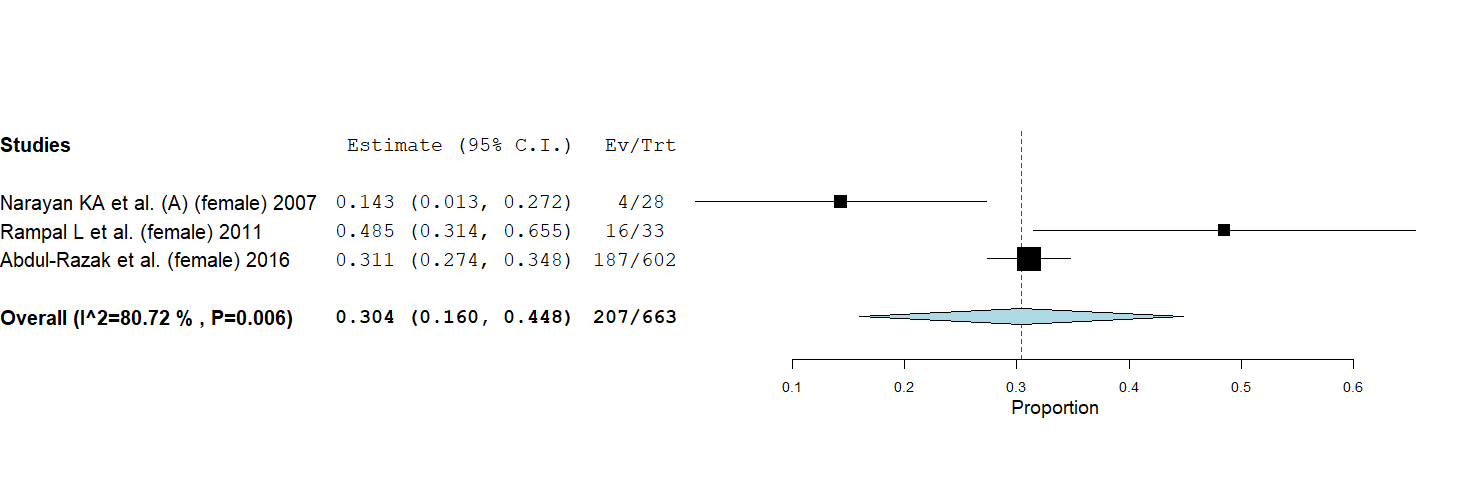 Studies Estimate (95% C.I.) Ev/Trt
Narayan KA et al. (A) (female) 2007 0.143 (0.013, 0.272) 4/28
Rampal L et al. (female) 2011 0.485 (0.314, 0.655) 16/33
Abdul-Razak et al. (female) 2016 0.311 (0.274, 0.348) 187/602
Overall (I^2=80.72 % , P=0.006) 0.304 (0.160, 0.448) 207/663
0.1 0.2 0.3 0.4 0.5 0.6
Proportion